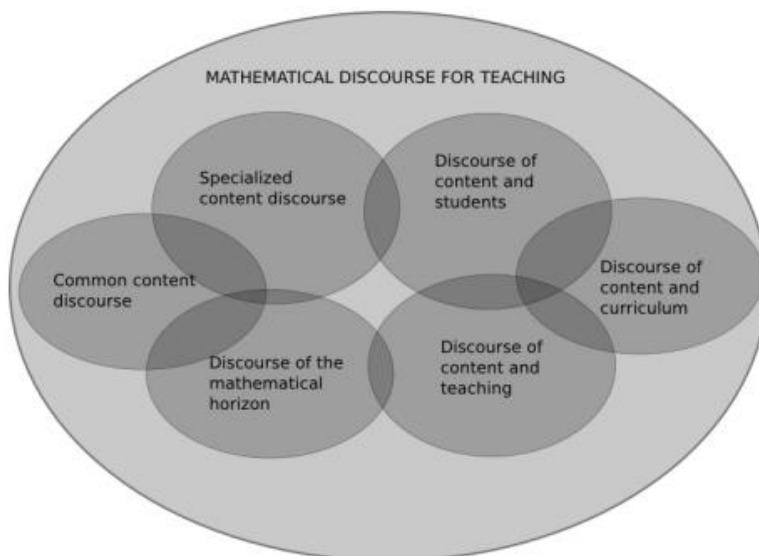 MATHEMATICAL DISCOURSE FOR TEACHING
Specialized
content discourse
Discourse of
content and
students
Common content
discourse
Discourse of
content and
curriculum
Discourse of the
mathematical
horizon
Discourse of
content and
teaching